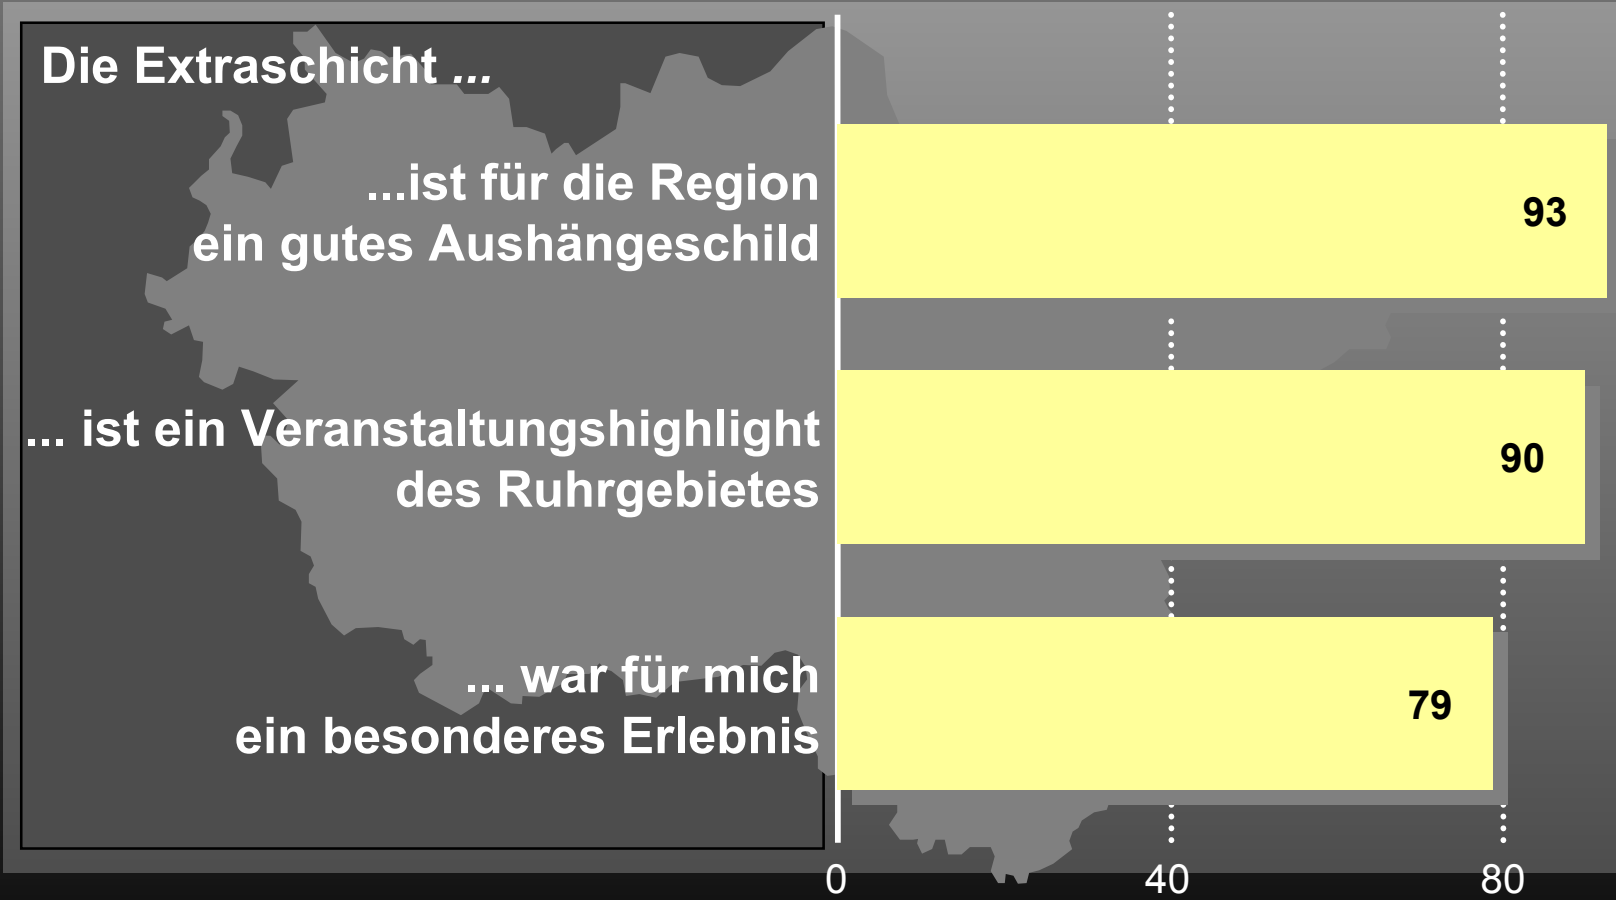 Die Extraschicht ...
...ist für die Region
ein gutes Aushängeschild
93
... ist ein Veranstaltungshighlight
des Ruhrgebietes
90
... war für mich
ein besonderes Erlebnis
79
0 40 80